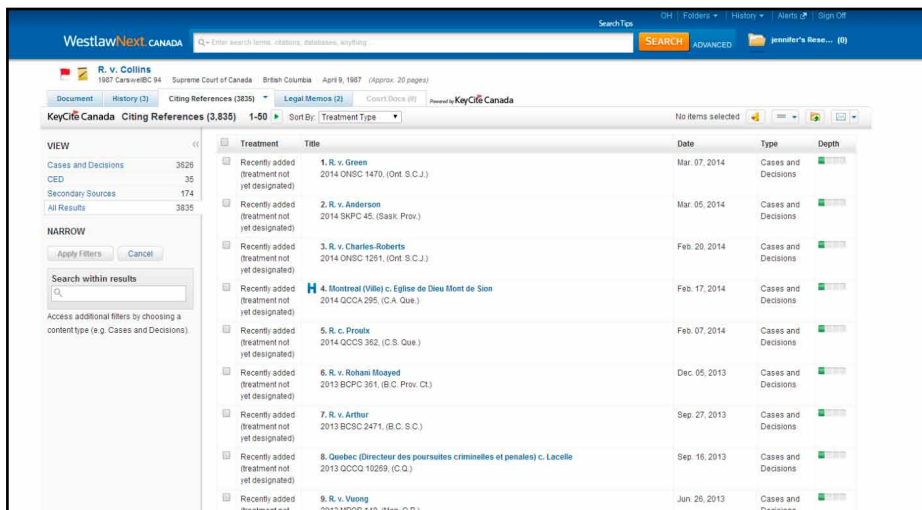 OH Folders History Alerts Sign Off
Search Tips
WestlawNext. CANADA
Enter search terms, citations, databases, anything...
SEARCH ADVANCED
jennifer's Rese... (0)
R. v. Collins
1987 CarswellBC 94 Supreme Court of Canada British Columbia April 9, 1987 (Approx. 20 pages)
Document History (3) Citing References (3835) Legal Memos (2) Court Docs (0) Powered by KeyCite Canada
KeyCite Canada Citing References (3,835) 1-50 Sort By: Treatment Type No items selected
VIEW
Cases and Decisions 3626
CED 35
Secondary Sources 174
All Results 3835
NARROW
Apply Filters Cancel
Search within results
Access additional filters by choosing a
content type (e.g. Cases and Decisions).
Treatment Title Date Type Depth
Recently added 1. R. v. Green Mar. 07, 2014 Cases and
(treatment not 2014 ONSC 1470, (Ont. S.C.J.) Decisions
yet designated)
Recently added 2. R. v. Anderson Mar. 05, 2014 Cases and
(treatment not 2014 SKPC 45, (Sask. Prov.) Decisions
yet designated)
Recently added 3. R. v. Charles-Roberts Feb. 20, 2014 Cases and
(treatment not 2014 ONSC 1261, (Ont. S.C.J.) Decisions
yet designated)
Recently added H 4. Montreal (Ville) c. Eglise de Dieu Mont de Sion Feb. 17, 2014 Cases and
(treatment not 2014 QCCA 295, (C.A. Que.) Decisions
yet designated)
Recently added 5. R. c. Proulx Feb. 07, 2014 Cases and
(treatment not 2014 QCCS 362, (C.S. Que.) Decisions
yet designated)
Recently added 6. R. v. Rohani Moayed Dec. 05, 2013 Cases and
(treatment not 2013 BCPC 361, (B.C. Prov. Ct.) Decisions
yet designated)
Recently added 7. R. v. Arthur Sep. 27, 2013 Cases and
(treatment not 2013 BCSC 2471, (B.C. S.C.) Decisions
yet designated)
Recently added 8. Quebec (Directeur des poursuites criminelles et penales) c. Lacelle Sep. 16, 2013 Cases and
(treatment not 2013 QCCQ 10259, (C.Q.) Decisions
yet designated)
Recently added 9. R. v. Vuong Jun. 26, 2013 Cases and